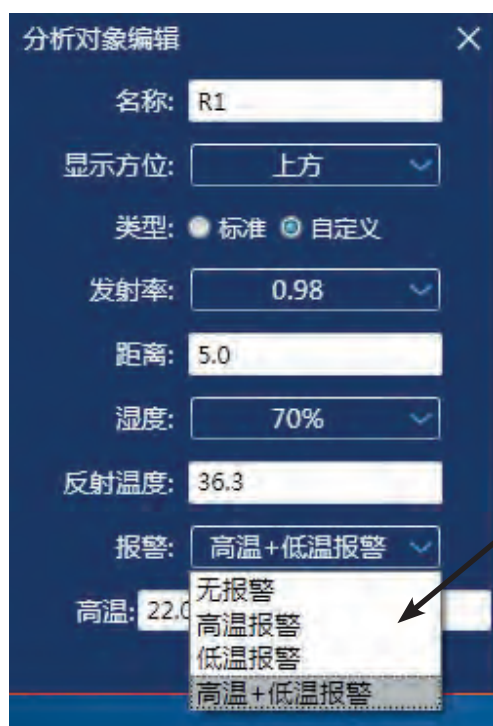 分析对象编辑
名称: R1
显示方位: 上方
类型: 标准 自定义
发射率: 0.98
距离: 5.0
湿度: 70%
反射温度: 36.3
报警: 高温+低温报警
无报警
高温: 22.0
高温报警
低温报警
高温+低温报警